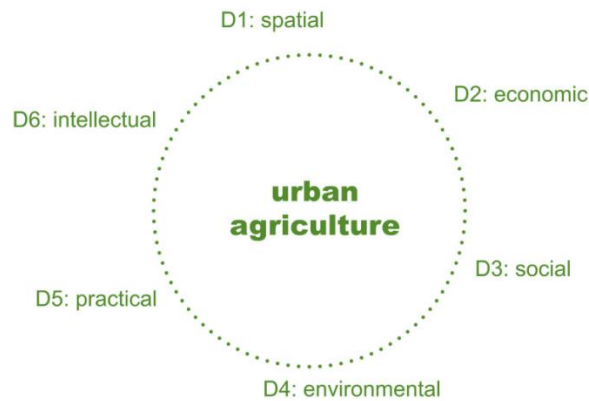 D1: spatial
D2: economic
D6: intellectual
urban
agriculture
D3: social
D5: practical
D4: environmental